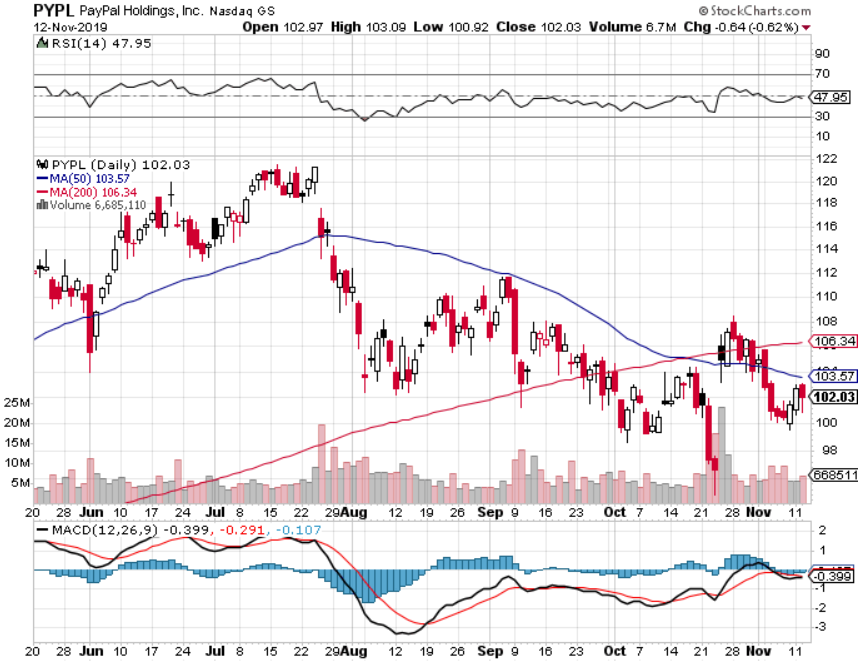 PYPL PayPal Holdings, Inc. Nasdaq GS © StockCharts.com
12-Nov-2019 Open 102.97 High 103.09 Low 100.92 Close 102.03 Volume 6.7M Chg -0.64 (-0.62%)
RSI(14) 47.95
90
70
47.95
30
10
PYPL (Daily) 102.03
MA(50) 103.57
MA(200) 106.34
Volume 6,685,110
122
120
118
116
114
112
110
108
106.34
103.57
102.03
100
98
25M
20M
15M
10M
5M
668511
20 28 Jun 10 17 24 Jul 8 15 22 29 Aug 12 19 26 Sep 9 16 23 Oct 7 14 21 28 Nov 11
MACD(12,26,9) -0.399, -0.291, -0.107
2
1
-0.399
-1
-2
-3
20 28 Jun 10 17 24 Jul 8 15 22 29 Aug 12 19 26 Sep 9 16 23 Oct 7 14 21 28 Nov 11